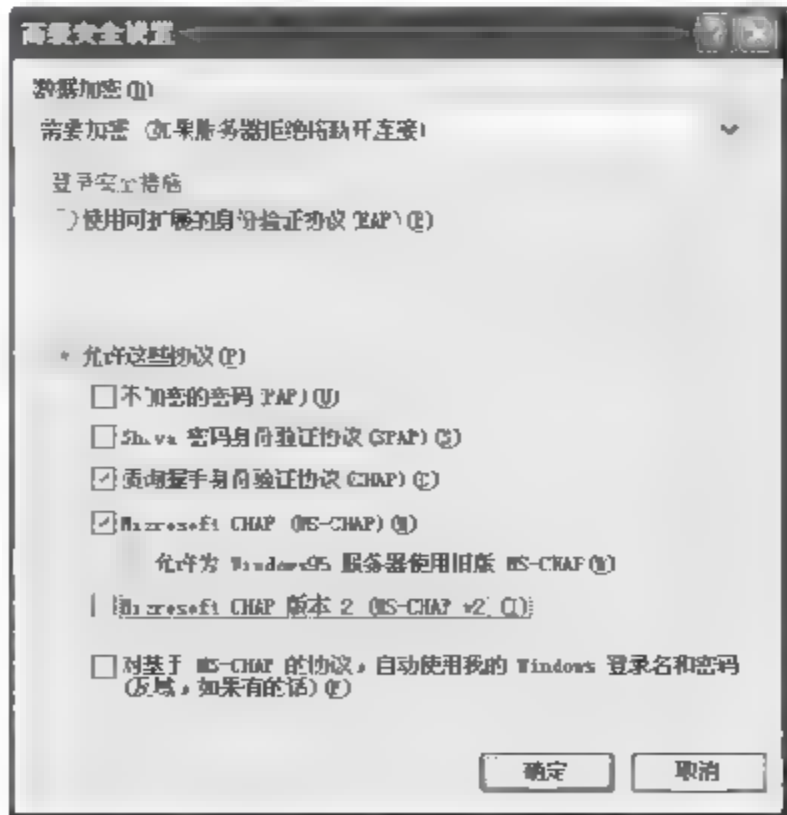 高级安全设置
数据加密(D)
需要加密 (如果服务器拒绝将断开连接)
登录安全措施
使用可扩展的身份验证协议(EAP)(E)
允许这些协议(P)
不加密的密码(PAP)(U)
Shiva 密码身份验证协议(SPAP)(S)
质询握手身份验证协议(CHAP)(C)
Microsoft CHAP (MS-CHAP)(M)
允许为 Windows95 服务器使用旧版 MS-CHAP(W)
Microsoft CHAP 版本 2 (MS-CHAP v2)(I)
对基于 MS-CHAP 的协议，自动使用我的 Windows 登录名和密码
(及域，如果有的话)(F)
确定 取消